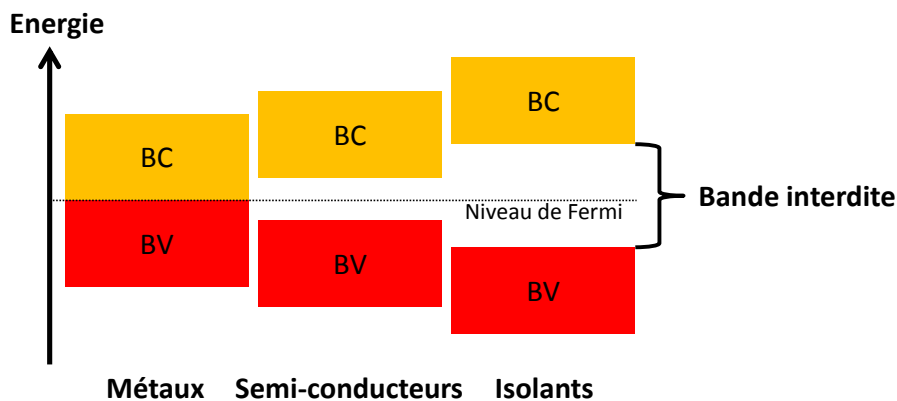 Energie
BC
BC
BC
Niveau de Fermi
Bande interdite
BV
BV
BV
Métaux
Semi-conducteurs
Isolants